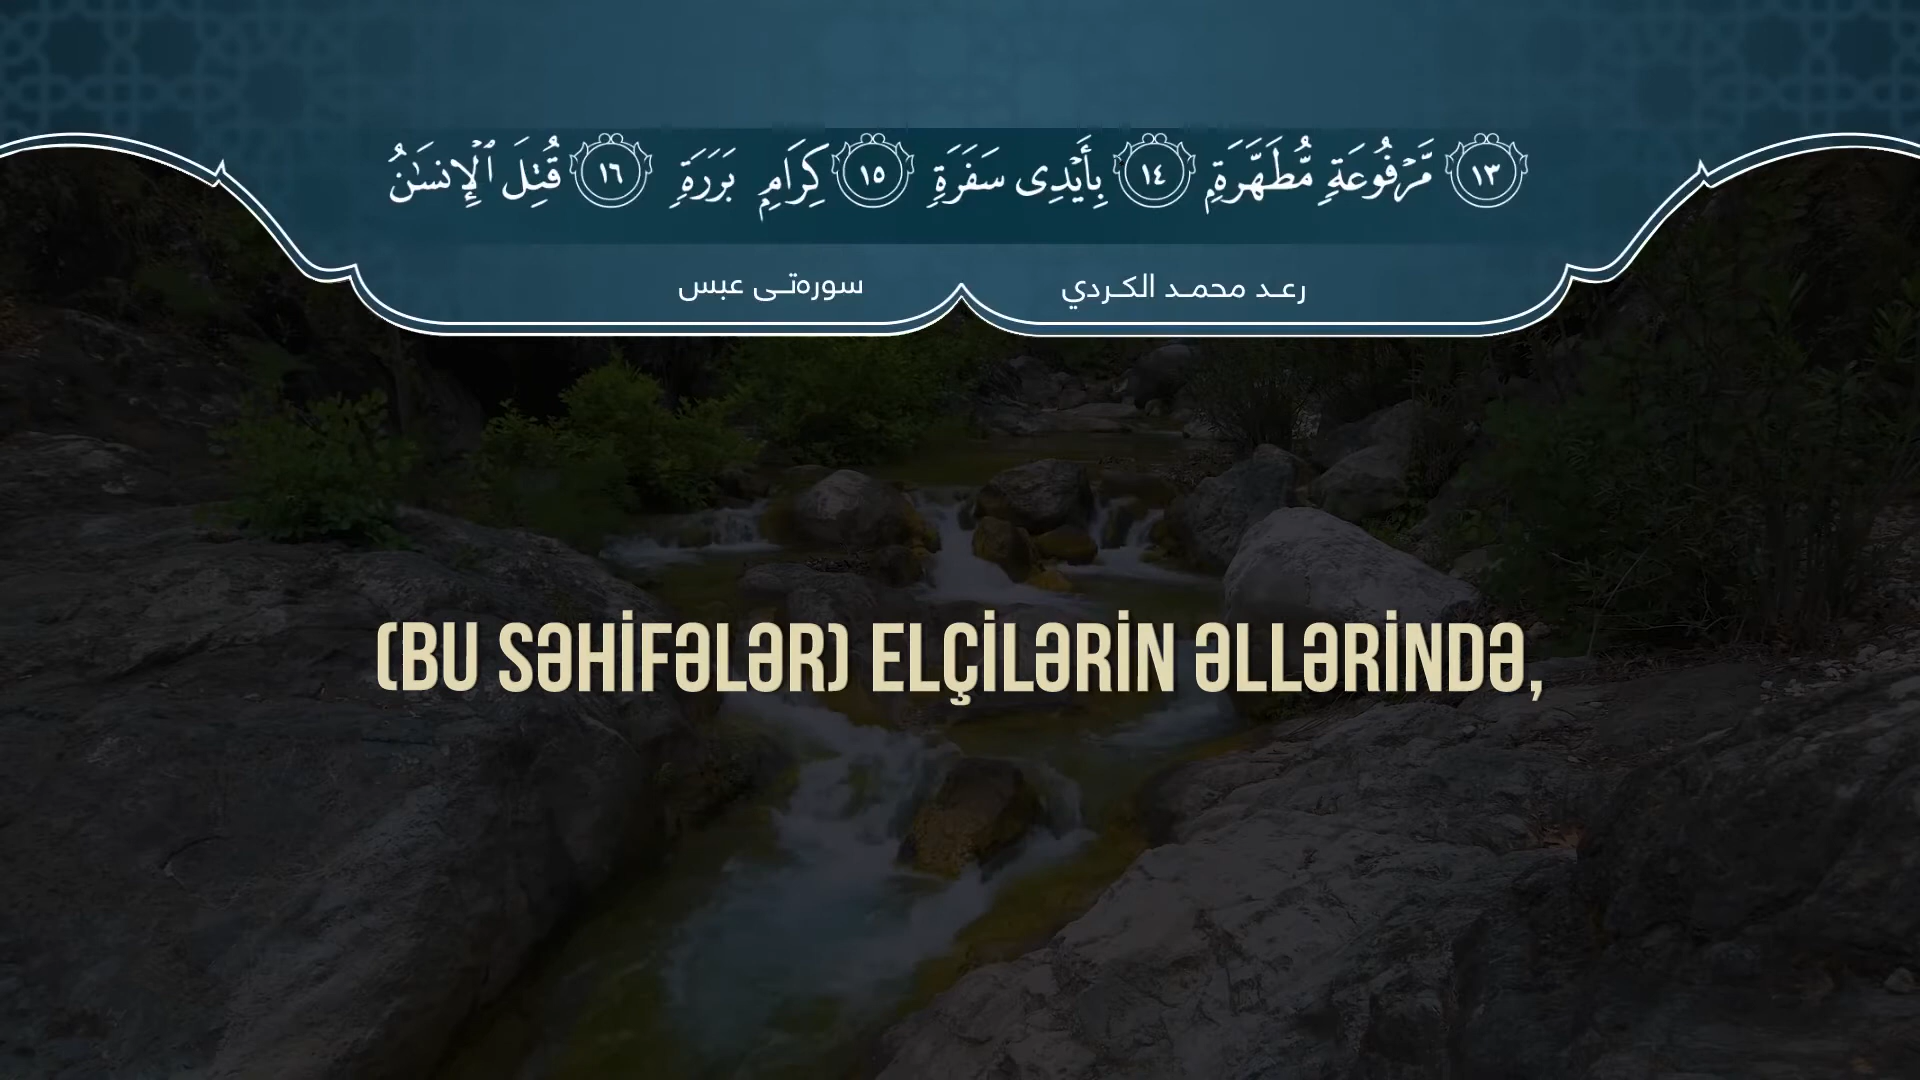 ١٣ مَّرْفُوعَةٍ مُّطَهَّرَةٍ ١٤ بِأَيْدِى سَفَرَةٍ ١٥ كِرَامٍ بَرَرَةٍ ١٦ قُتِلَ ٱلْإِنسَٰنُ
رعد محمد الكردي سورەتی عبس
(BU SƏHİFƏLƏR) ELÇİLƏRİN ƏLLƏRİNDƏ,